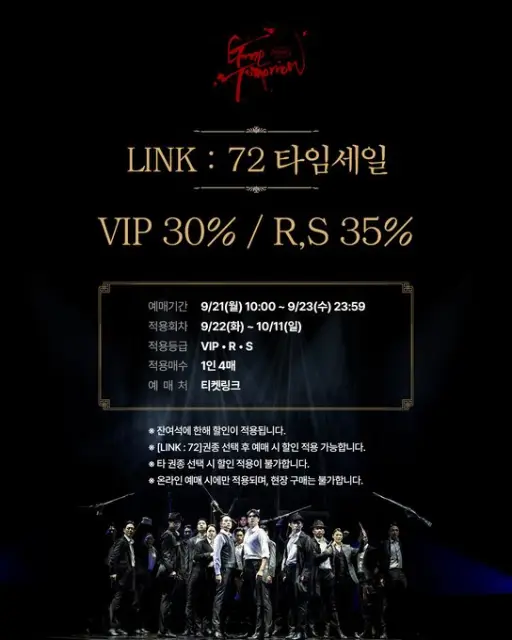 Tomorrow
LINK : 72 타임세일
VIP 30% / R,S 35%
예매기간 9/21(월) 10:00 ~ 9/23(수) 23:59
적용회차 9/22(화) ~ 10/11(일)
적용등급 VIP • R • S
적용매수 1인 4매
예 매 처 티켓링크
※ 잔여석에 한해 할인이 적용됩니다.
※ [LINK : 72]권종 선택 후 예매 시 할인 적용 가능합니다.
※ 타 권종 선택 시 할인 적용이 불가합니다.
※ 온라인 예매 시에만 적용되며, 현장 구매는 불가합니다.